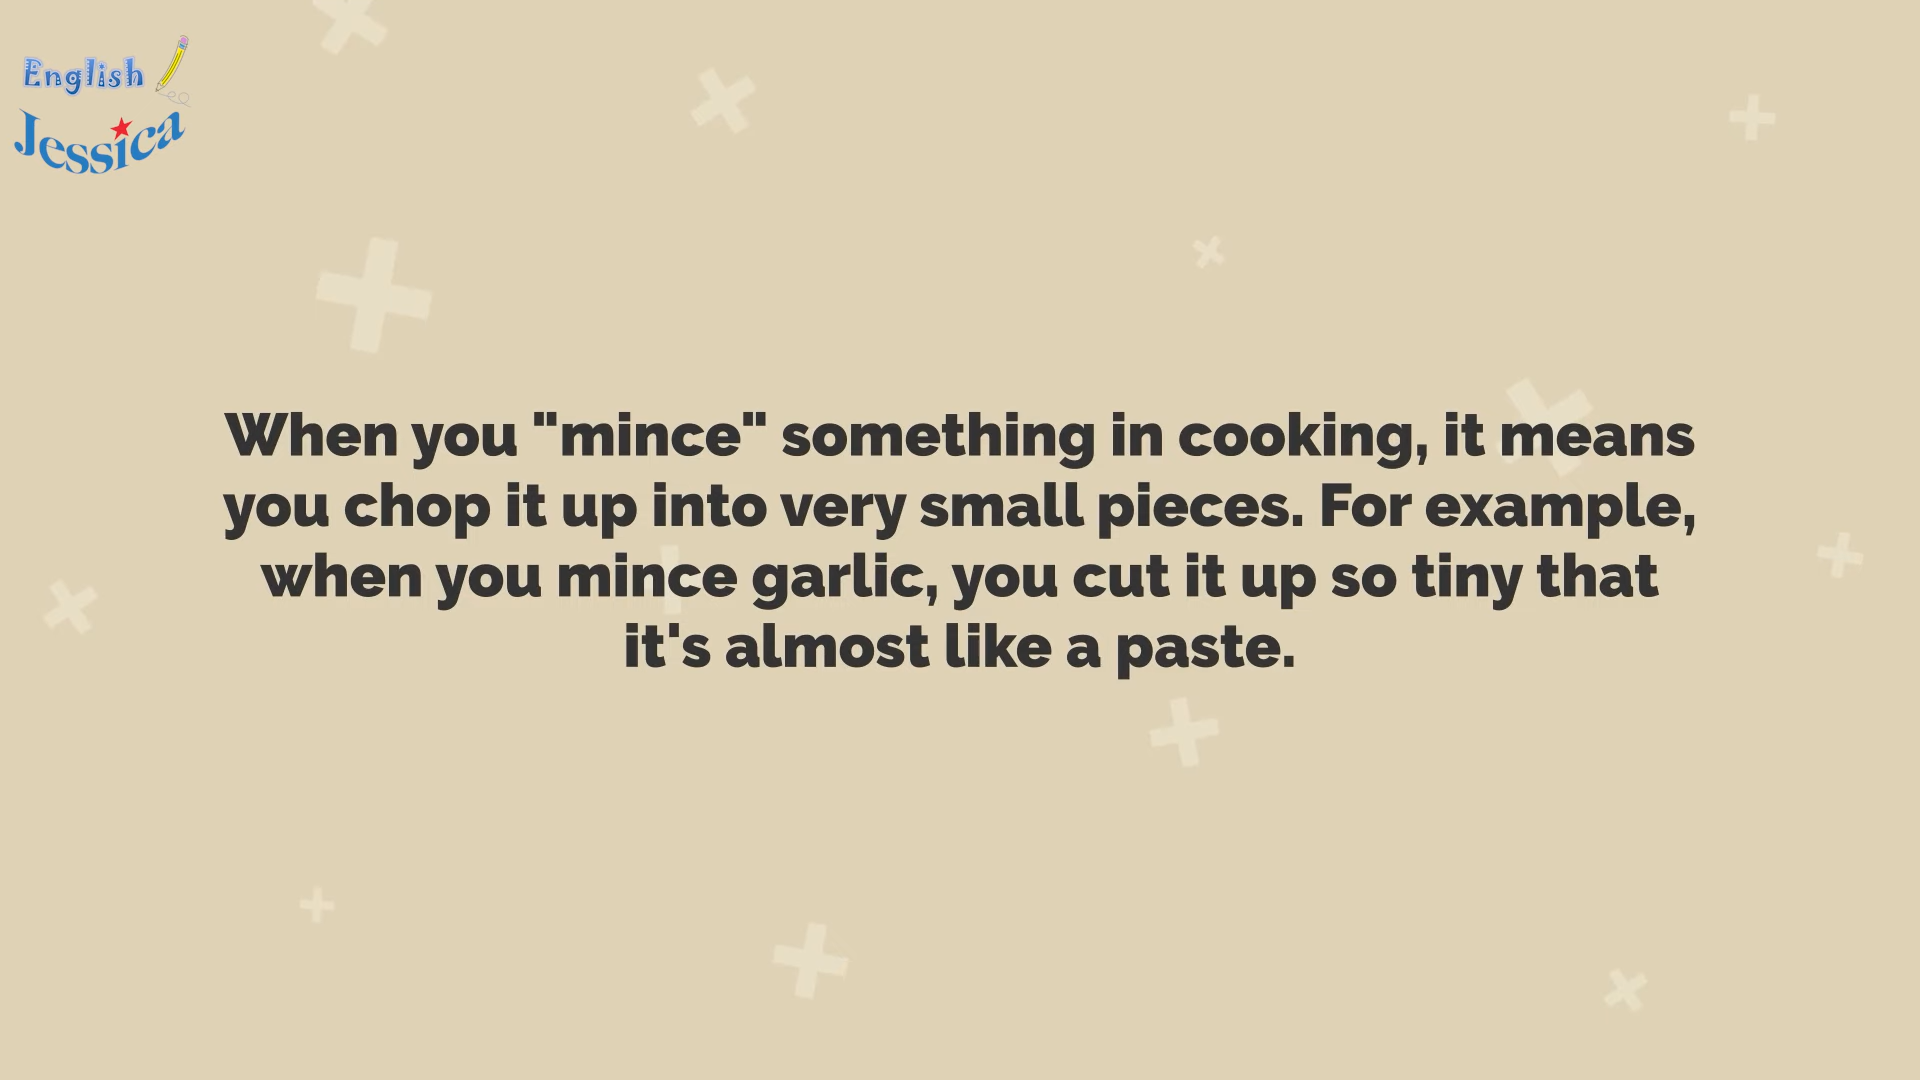 English
Jessica
When you "mince" something in cooking, it means
you chop it up into very small pieces. For example,
when you mince garlic, you cut it up so tiny that
it's almost like a paste.